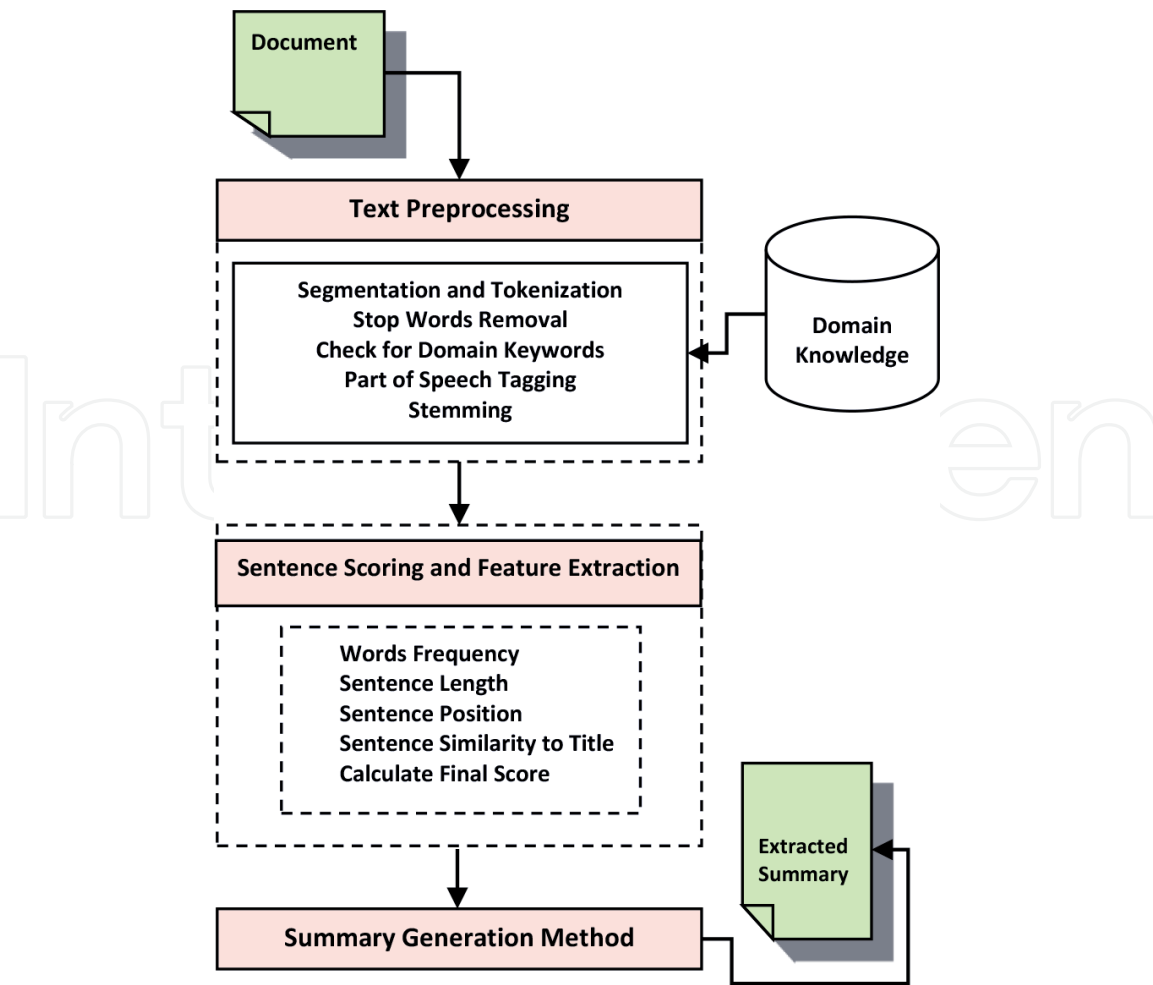 Document
Text Preprocessing
Segmentation and Tokenization
Stop Words Removal
Check for Domain Keywords
Part of Speech Tagging
Stemming
Domain
Knowledge
Sentence Scoring and Feature Extraction
Words Frequency
Sentence Length
Sentence Position
Sentence Similarity to Title
Calculate Final Score
Extracted
Summary
Summary Generation Method
Int
en